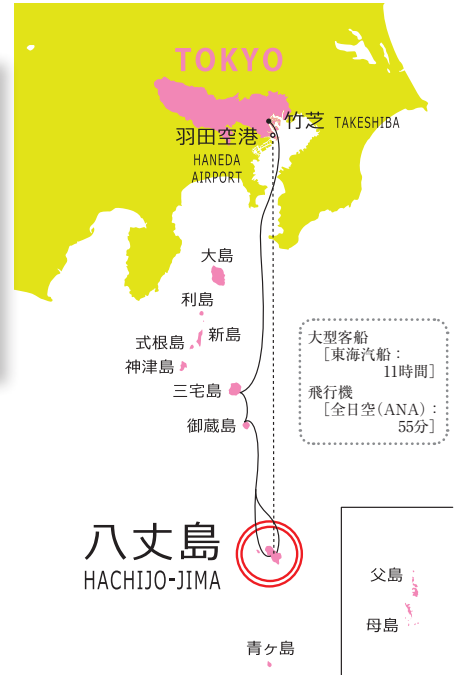 TOKYO
竹芝 TAKESHIBA
羽田空港
HANEDA
AIRPORT
大島
利島
新島
式根島
神津島
三宅島
御蔵島
大型客船
［東海汽船：
11時間］
飛行機
［全日空(ANA)：
55分］
八丈島
HACHIJO-JIMA
父島
母島
青ヶ島